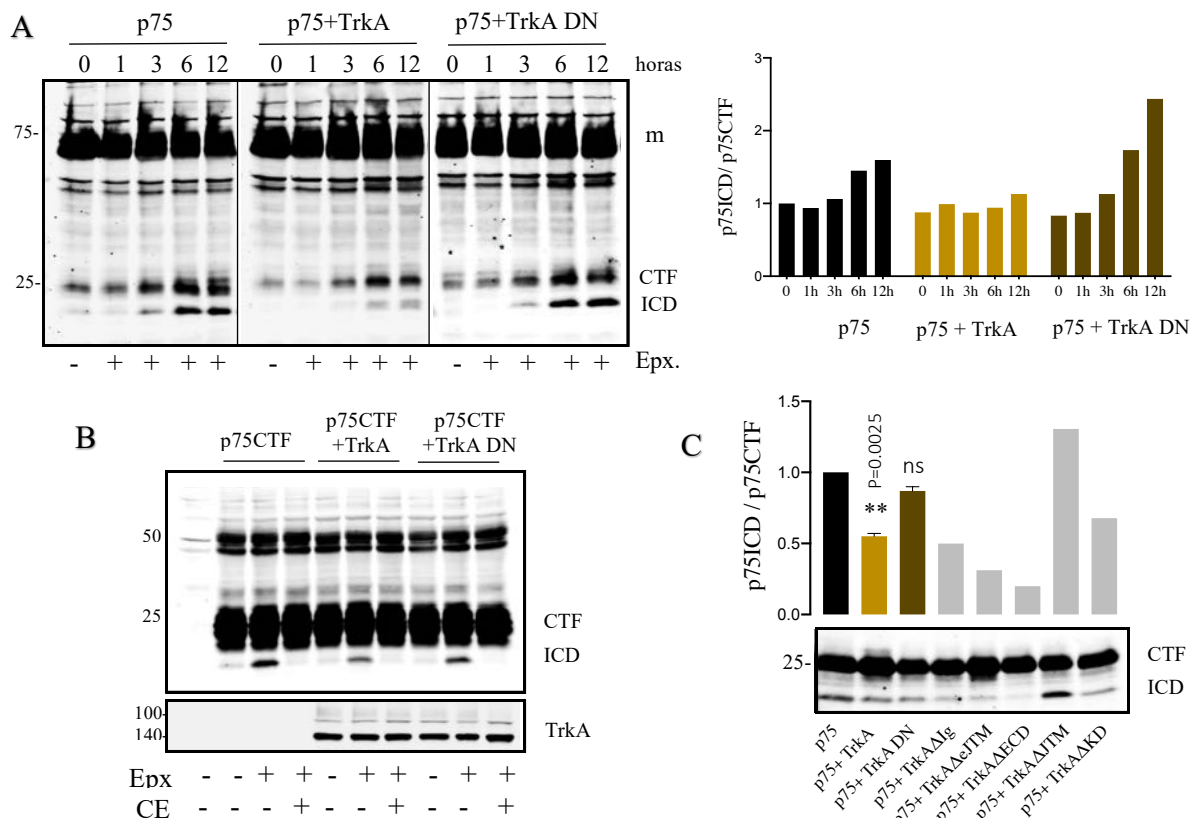 A
p75 p75+TrkA p75+TrkA DN
0 1 3 6 12 0 1 3 6 12 0 1 3 6 12 horas
75- m
25- CTF
ICD
- + + + + - + + + + - + + + + Epx.
p75ICD/ p75CTF
3
2
1
0
0 1h 3h 6h 12h 0 1h 3h 6h 12h 0 1h 3h 6h 12h
p75 p75 + TrkA p75 + TrkA DN
B
p75CTF p75CTF +TrkA p75CTF +TrkA DN
50
25 CTF
ICD
100
140 TrkA
Epx - - + + - + + - + +
CE - - - + - - + - - +
C
p75ICD / p75CTF
1.5
1.0
0.5
0.0
P=0.0025
**
ns
25- CTF
ICD
p75
p75+ TrkA
p75+ TrkA DN
p75+ TrkAΔIg
p75+ TrkAΔeJTM
p75+ TrkAΔECD
p75+ TrkAΔJTM
p75+ TrkAΔKD